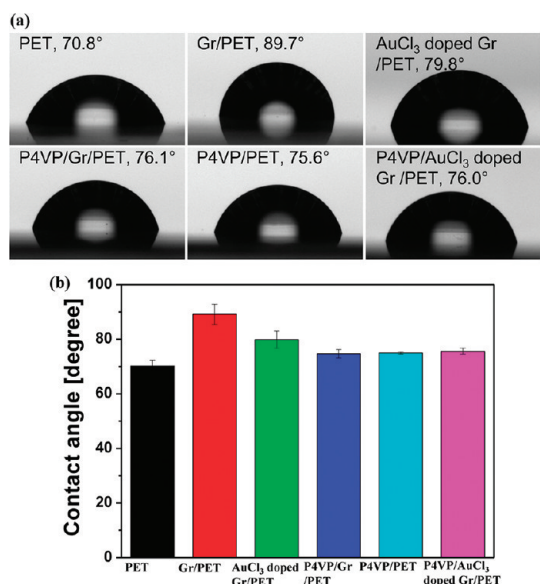 (a)
PET, 70.8°
Gr/PET, 89.7°
AuCl₃ doped Gr
/PET, 79.8°
P4VP/Gr/PET, 76.1°
P4VP/PET, 75.6°
P4VP/AuCl₃ doped
Gr /PET, 76.0°
(b)
Contact angle [degree]
100
80
60
40
20
0
PET
Gr/PET
AuCl₃ doped
Gr/PET
P4VP/Gr
/PET
P4VP/PET
P4VP/AuCl₃
doped Gr/PET